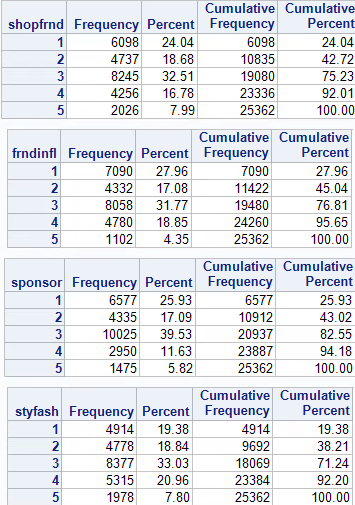 Cumulative Cumulative
shopfrnd Frequency Percent Frequency Percent
1 6098 24.04 6098 24.04
2 4737 18.68 10835 42.72
3 8245 32.51 19080 75.23
4 4256 16.78 23336 92.01
5 2026 7.99 25362 100.00
Cumulative Cumulative
frndinfl Frequency Percent Frequency Percent
1 7090 27.96 7090 27.96
2 4332 17.08 11422 45.04
3 8058 31.77 19480 76.81
4 4780 18.85 24260 95.65
5 1102 4.35 25362 100.00
Cumulative Cumulative
sponsor Frequency Percent Frequency Percent
1 6577 25.93 6577 25.93
2 4335 17.09 10912 43.02
3 10025 39.53 20937 82.55
4 2950 11.63 23887 94.18
5 1475 5.82 25362 100.00
Cumulative Cumulative
styfash Frequency Percent Frequency Percent
1 4914 19.38 4914 19.38
2 4778 18.84 9692 38.21
3 8377 33.03 18069 71.24
4 5315 20.96 23384 92.20
5 1978 7.80 25362 100.00